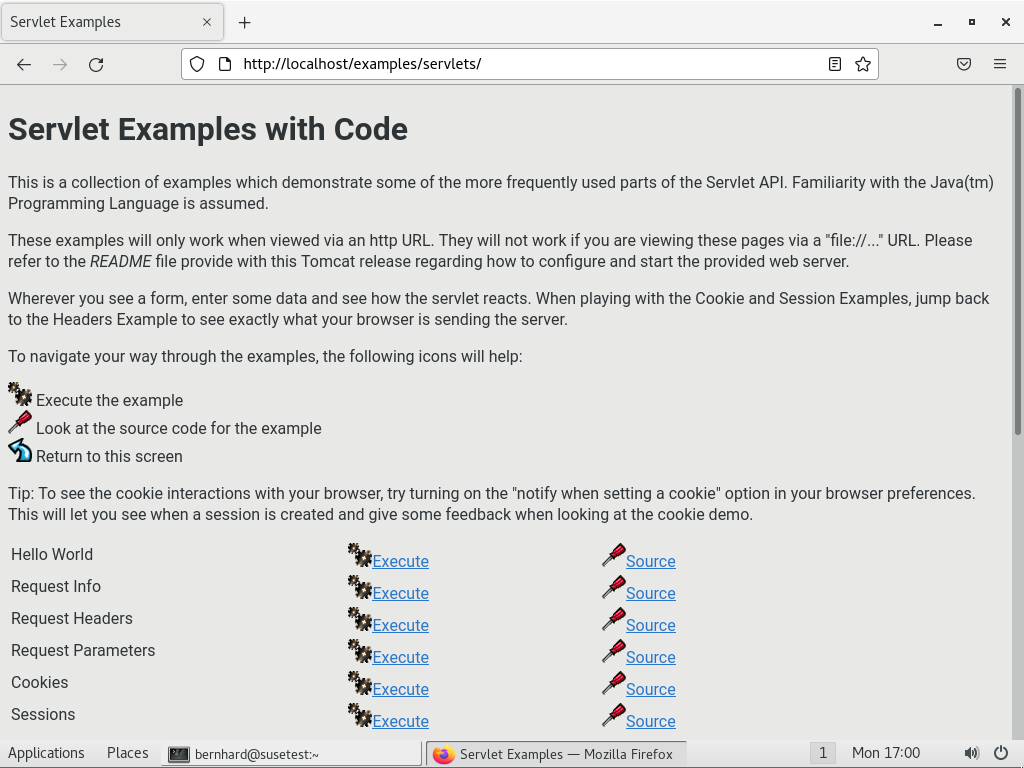 Servlet Examples
http://localhost/examples/servlets/
Servlet Examples with Code
This is a collection of examples which demonstrate some of the more frequently used parts of the Servlet API. Familiarity with the Java(tm)
Programming Language is assumed.
These examples will only work when viewed via an http URL. They will not work if you are viewing these pages via a "file://..." URL. Please
refer to the README file provide with this Tomcat release regarding how to configure and start the provided web server.
Wherever you see a form, enter some data and see how the servlet reacts. When playing with the Cookie and Session Examples, jump back
to the Headers Example to see exactly what your browser is sending the server.
To navigate your way through the examples, the following icons will help:
Execute the example
Look at the source code for the example
Return to this screen
Tip: To see the cookie interactions with your browser, try turning on the "notify when setting a cookie" option in your browser preferences.
This will let you see when a session is created and give some feedback when looking at the cookie demo.
Hello World Execute Source
Request Info Execute Source
Request Headers Execute Source
Request Parameters Execute Source
Cookies Execute Source
Sessions Execute Source
Applications Places bernhard@susetest:~ Servlet Examples — Mozilla Firefox 1 Mon 17:00